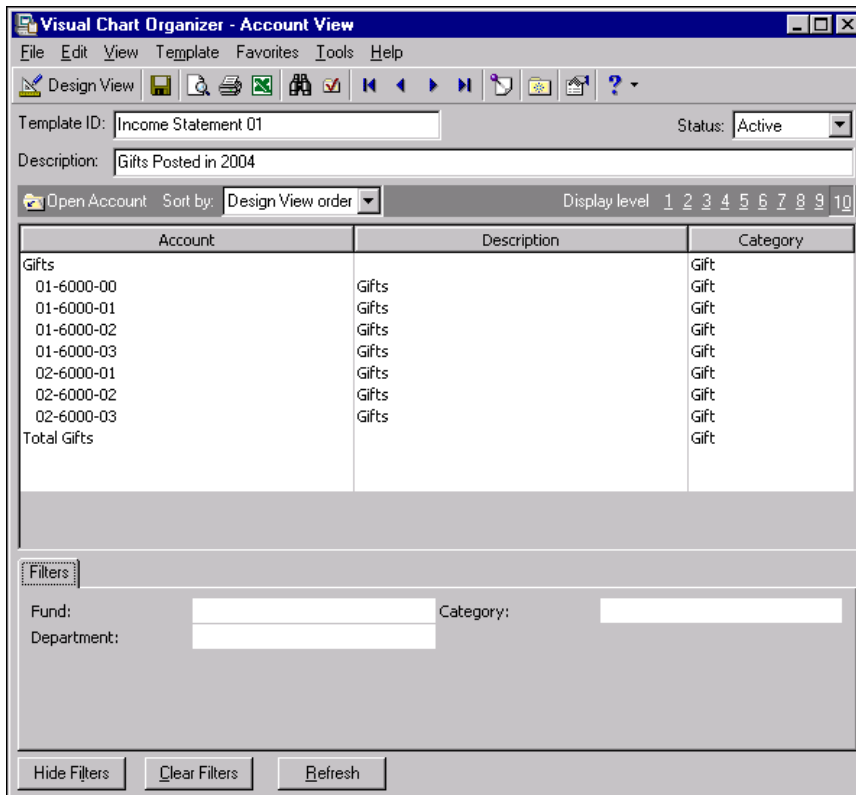 Visual Chart Organizer - Account View
File Edit View Template Favorites Tools Help
Design View ?
Template ID: Income Statement 01 Status: Active
Description: Gifts Posted in 2004
Open Account Sort by: Design View order Display level 1 2 3 4 5 6 7 8 9 10
Account Description Category
Gifts Gift
01-6000-00 Gifts Gift
01-6000-01 Gifts Gift
01-6000-02 Gifts Gift
01-6000-03 Gifts Gift
02-6000-01 Gifts Gift
02-6000-02 Gifts Gift
02-6000-03 Gifts Gift
Total Gifts Gift
Filters
Fund: Category:
Department:
Hide Filters Clear Filters Refresh